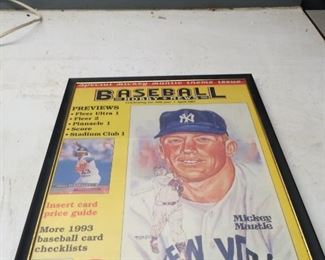 Special Mickey Mantle Theme Issue
BASEBALL
HOBBY NEWS
PREVIEWS
• Fleer Ultra 1
• Fleer 2
• Pinnacle 1
• Score
• Stadium Club 1
NY
Insert card
price guide
More 1993
baseball card
checklists
Mickey
Mantle
NEW YORK